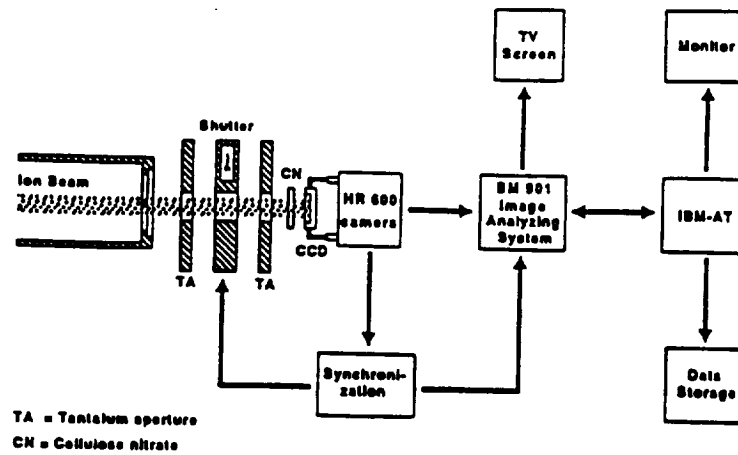 TV
Screen
Monitor
Shutter
Ion Beam
CN
HR 600
camera
BM 901
Image
Analyzing
System
IBM-AT
CCD
TA
TA
Synchroni-
zation
Data
Storage
TA = Tantalum aperture
CN = Cellulose nitrate